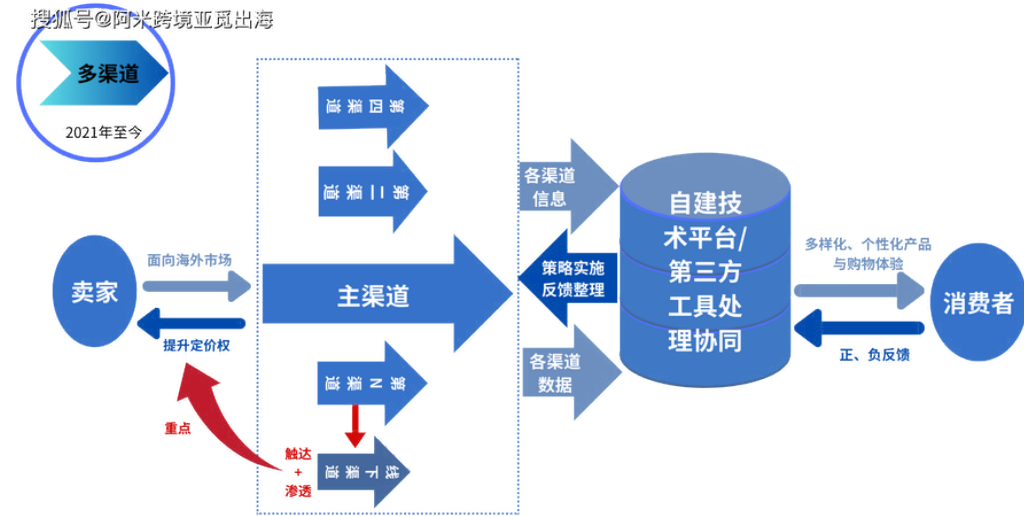 搜狐号@阿米跨境亚觅出海
多渠道
2021年至今
第四渠道
第二渠道
各渠道
信息
自建技
术平台/
第三方
工具处
理协同
多样化、个性化产品
与购物体验
面向海外市场
卖家
主渠道
策略实施
反馈整理
消费者
提升定价权
正、负反馈
第N渠道
各渠道
数据
重点
触达
+
渗透
线下渠道